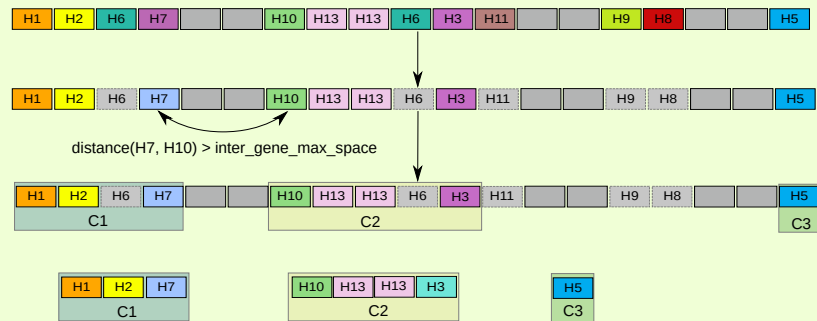 H1 H2 H6 H7 H10 H13 H13 H6 H3 H11 H9 H8 H5
H1 H2 H6 H7 H10 H13 H13 H6 H3 H11 H9 H8 H5
distance(H7, H10) > inter_gene_max_space
H1 H2 H6 H7 H10 H13 H13 H6 H3 H11 H9 H8 H5
C1 C2 C3
H1 H2 H7 H10 H13 H13 H3 H5
C1 C2 C3